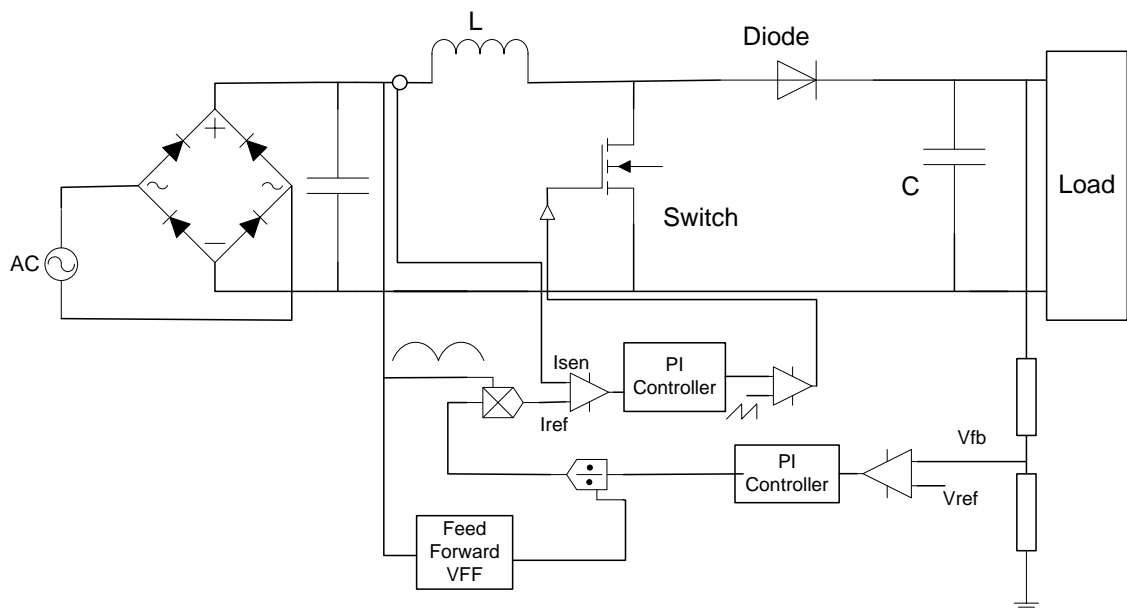 L
Diode
C
Load
Switch
AC
Isen
PI
Controller
Iref
Vfb
PI
Controller
Vref
Feed
Forward
VFF